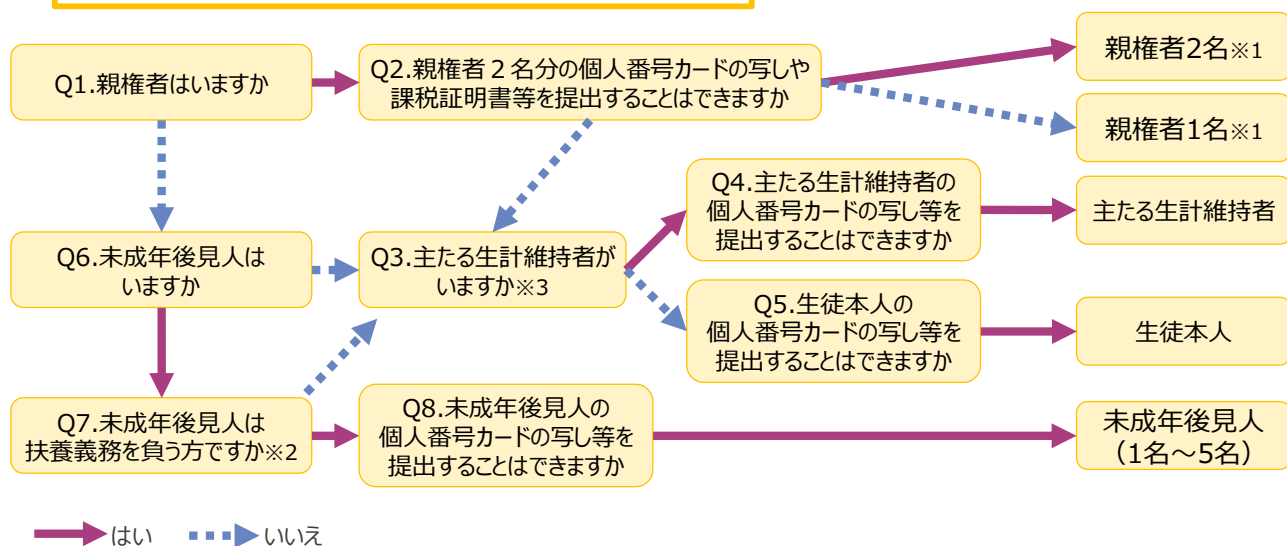 Q1.親権者はいますか
Q2.親権者２名分の個人番号カードの写しや
課税証明書等を提出することはできますか
親権者2名※1
親権者1名※1
Q6.未成年後見人は
いますか
Q3.主たる生計維持者が
いますか※3
Q4.主たる生計維持者の
個人番号カードの写し等を
提出することはできますか
主たる生計維持者
Q5.生徒本人の
個人番号カードの写し等を
提出することはできますか
生徒本人
Q7.未成年後見人は
扶養義務を負う方ですか※2
Q8.未成年後見人の
個人番号カードの写し等を
提出することはできますか
未成年後見人
（1名～5名）
はい
いいえ